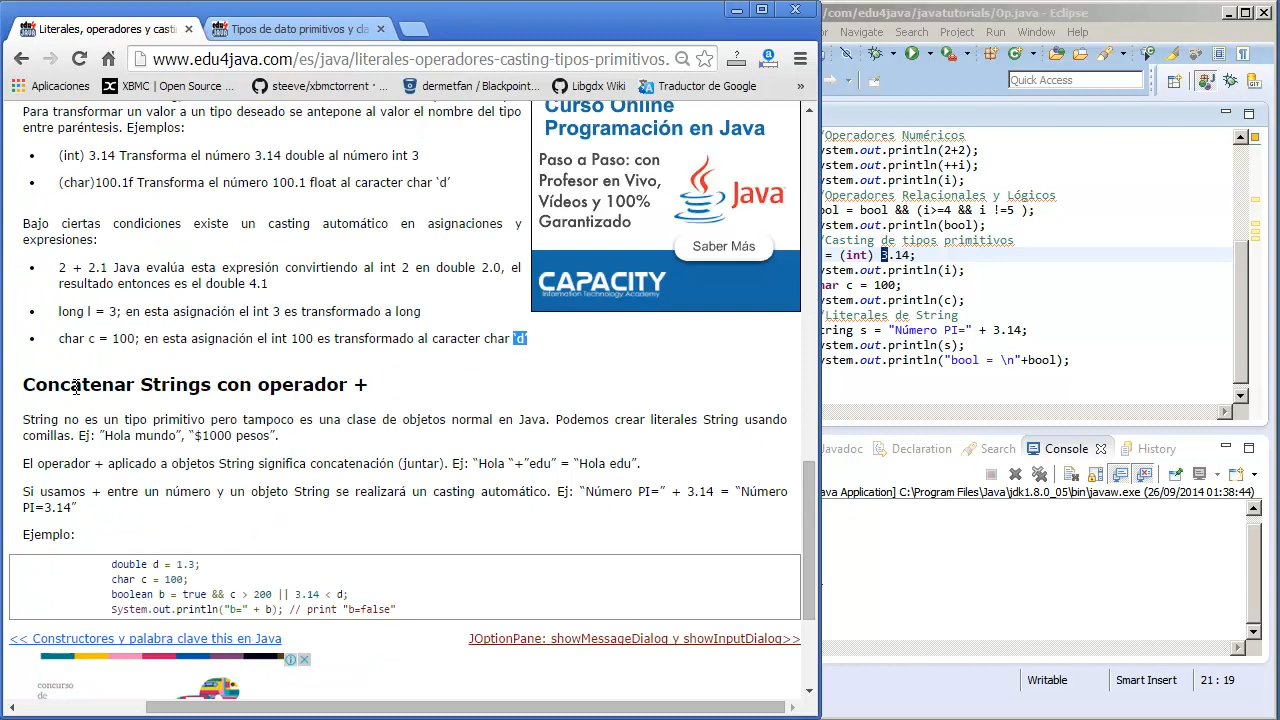 Literales, operadores y casti
Tipos de dato primitivos y cla
/com/edu4java/javatutorials/Op.java - Eclipse
www.edu4java.com/es/java/literales-operadores-casting-tipos-primitivos.
Navigate Search Project Run Window Help
Aplicaciones
XBMC | Open Source ...
steeve/xbmctorrent · ...
dermarzan / Blackpoint...
Libgdx Wiki
Traductor de Google
»
Quick Access
Para transformar un valor a un tipo deseado se antepone al valor el nombre del tipo
entre paréntesis. Ejemplos:
• (int) 3.14 Transforma el número 3.14 double al número int 3
• (char)100.1f Transforma el número 100.1 float al caracter char ‘d’
Bajo ciertas condiciones existe un casting automático en asignaciones y
expresiones:
• 2 + 2.1 Java evalúa esta expresión convirtiendo al int 2 en double 2.0, el
resultado entonces es el double 4.1
• long l = 3; en esta asignación el int 3 es transformado a long
• char c = 100; en esta asignación el int 100 es transformado al caracter char ‘d’
Curso Online
Programación en Java
Paso a Paso: con
Profesor en Vivo,
Vídeos y 100%
Garantizado
Java
Saber Más
CAPACITY
Information Technology Academy
Concatenar Strings con operador +
String no es un tipo primitivo pero tampoco es una clase de objetos normal en Java. Podemos crear literales String usando
comillas. Ej: ”Hola mundo”, “$1000 pesos”.
El operador + aplicado a objetos String significa concatenación (juntar). Ej: “Hola “+”edu” = “Hola edu”.
Si usamos + entre un número y un objeto String se realizará un casting automático. Ej: “Número PI=” + 3.14 = “Número
PI=3.14”
Ejemplo:
double d = 1.3;
char c = 100;
boolean b = true && c > 200 || 3.14 < d;
System.out.println("b=" + b); // print "b=false"
<< Constructores y palabra clave this en Java
JOptionPane: showMessageDialog y showInputDialog>>
concurso
de
/Operadores Numéricos
ystem.out.println(2+2);
ystem.out.println(++i);
ystem.out.println(i);
/Operadores Relacionales y Lógicos
ool = bool && (i>=4 && i !=5 );
ystem.out.println(bool);
/Casting de tipos primitivos
= (int) 3.14;
ystem.out.println(i);
har c = 100;
ystem.out.println(c);
/Literales de String
tring s = "Número PI=" + 3.14;
ystem.out.println(s);
ystem.out.println("bool = \n"+bool);
avadoc Declaration Search Console History
ava Application] C:\Program Files\Java\jdk1.8.0_05\bin\javaw.exe (26/09/2014 01:38:44)
Writable Smart Insert 21 : 19